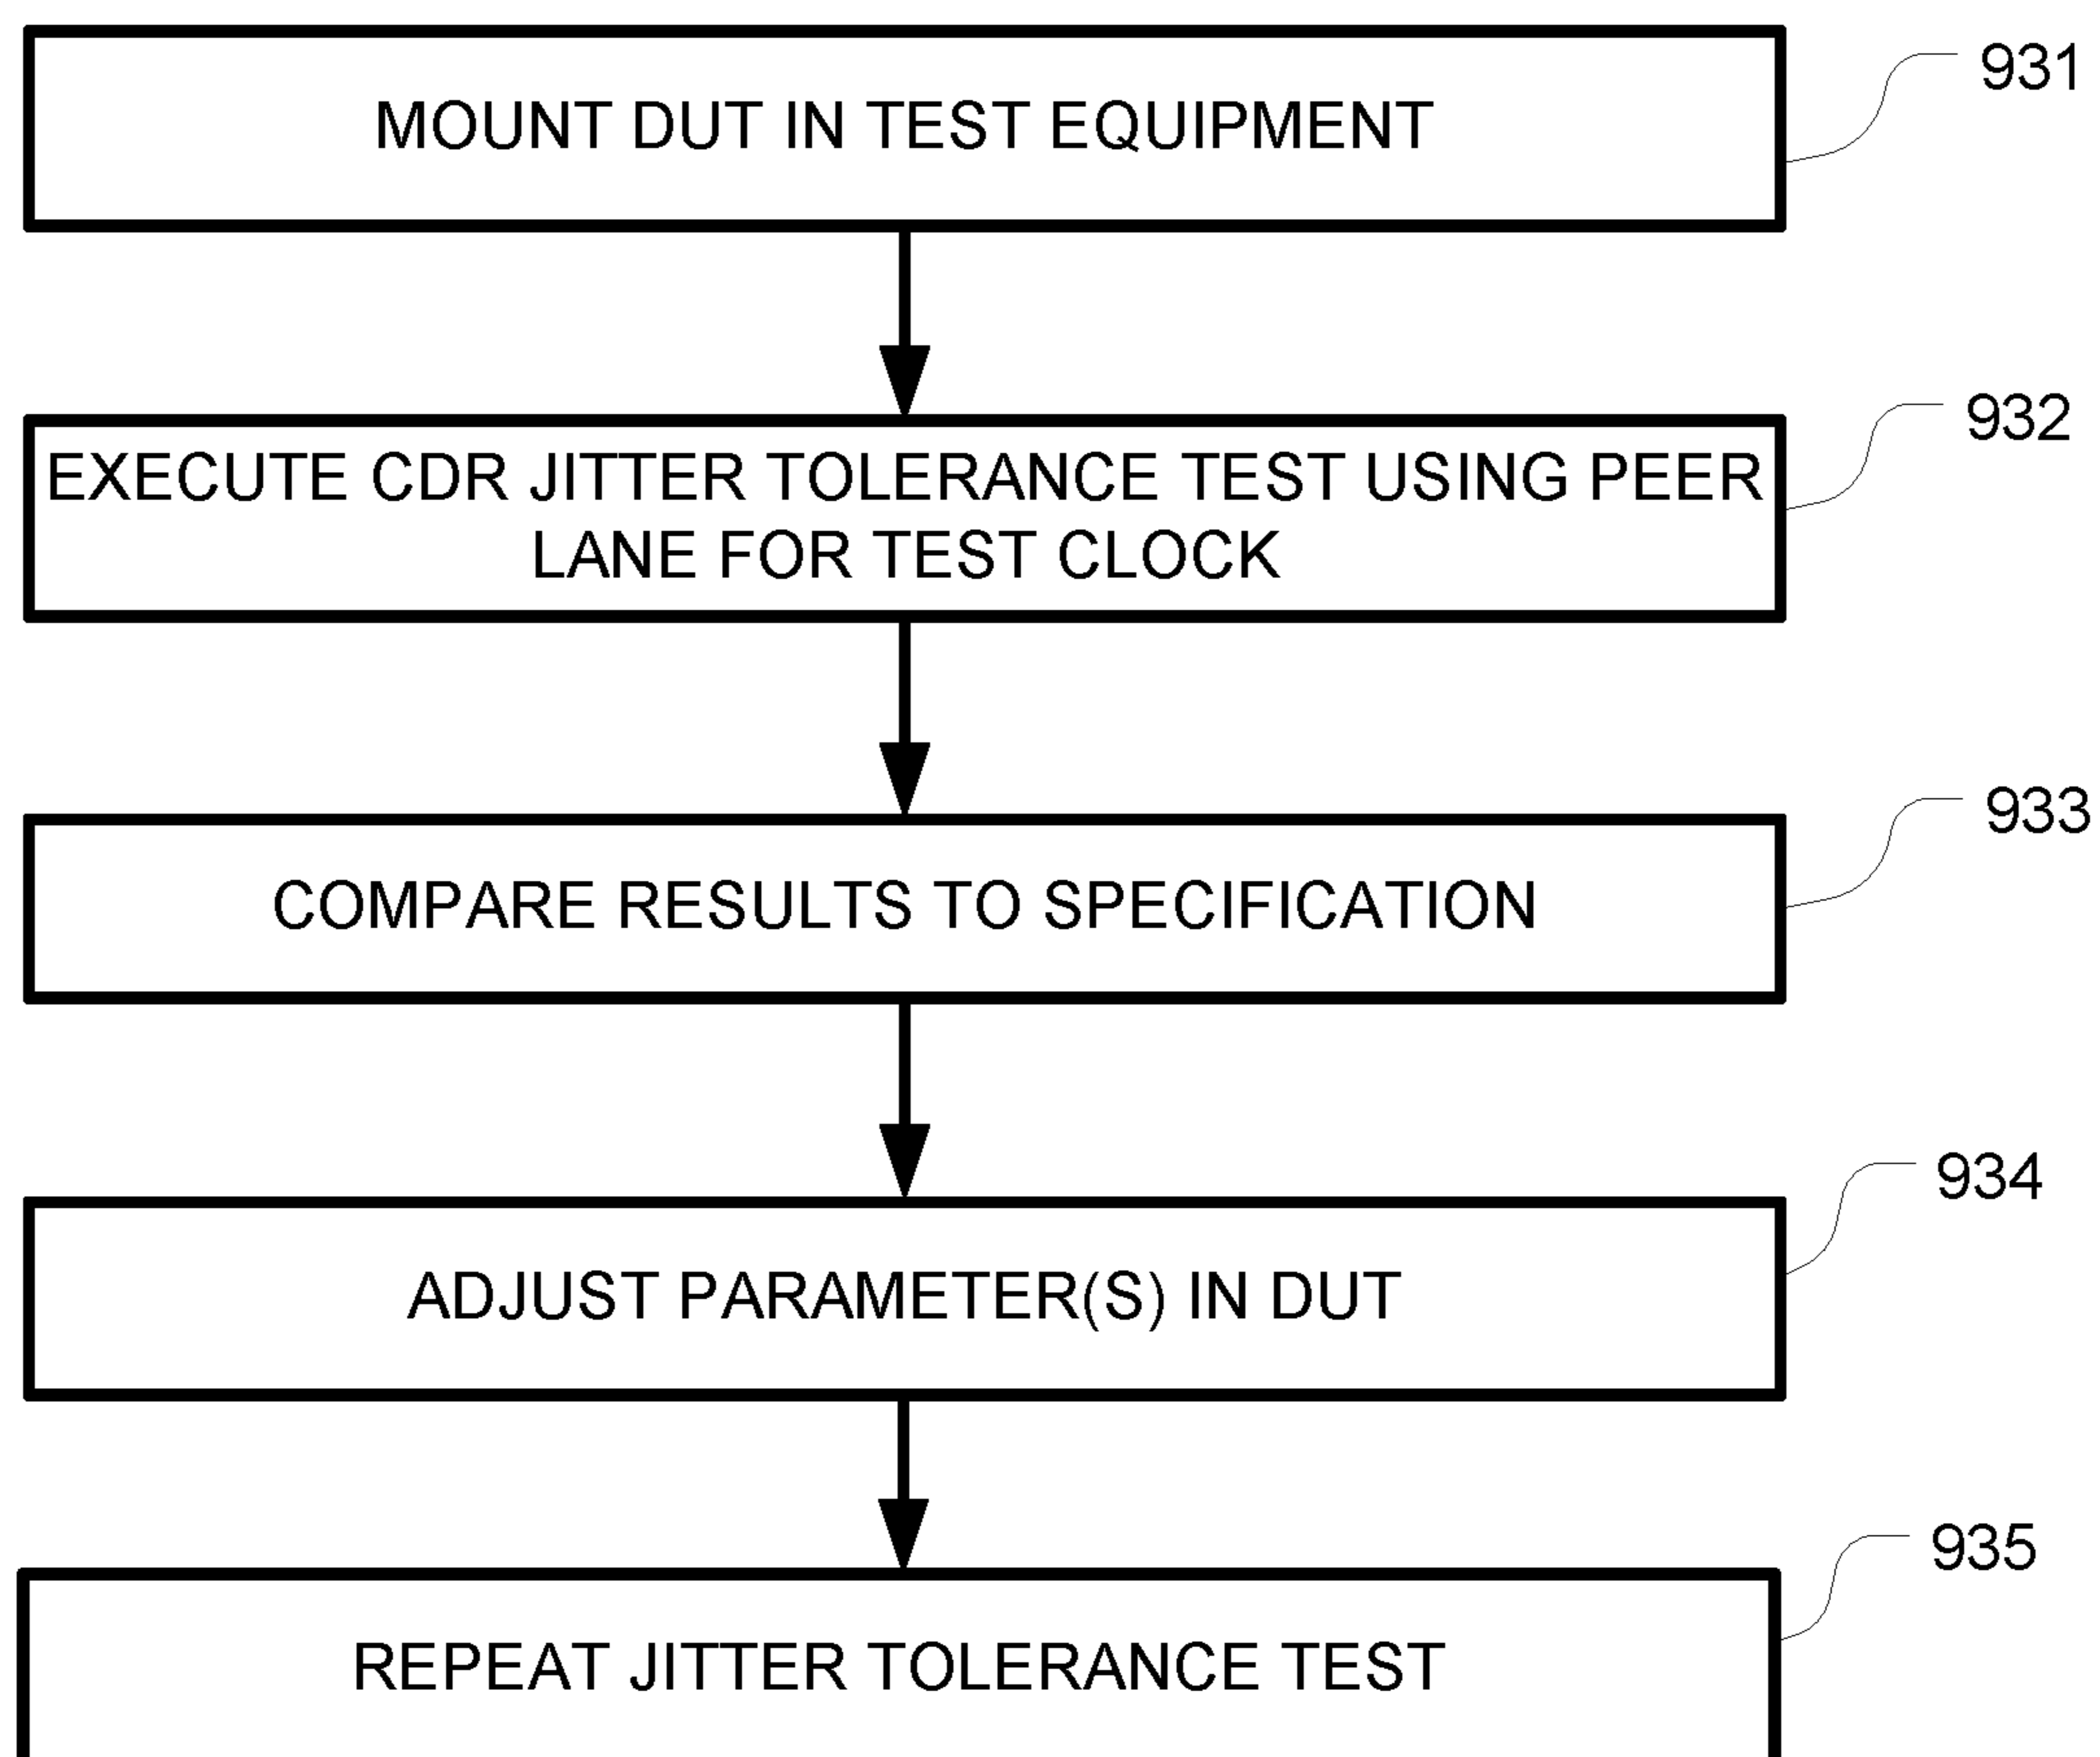 931
MOUNT DUT IN TEST EQUIPMENT
932
EXECUTE CDR JITTER TOLERANCE TEST USING PEER
LANE FOR TEST CLOCK
933
COMPARE RESULTS TO SPECIFICATION
934
ADJUST PARAMETER(S) IN DUT
935
REPEAT JITTER TOLERANCE TEST